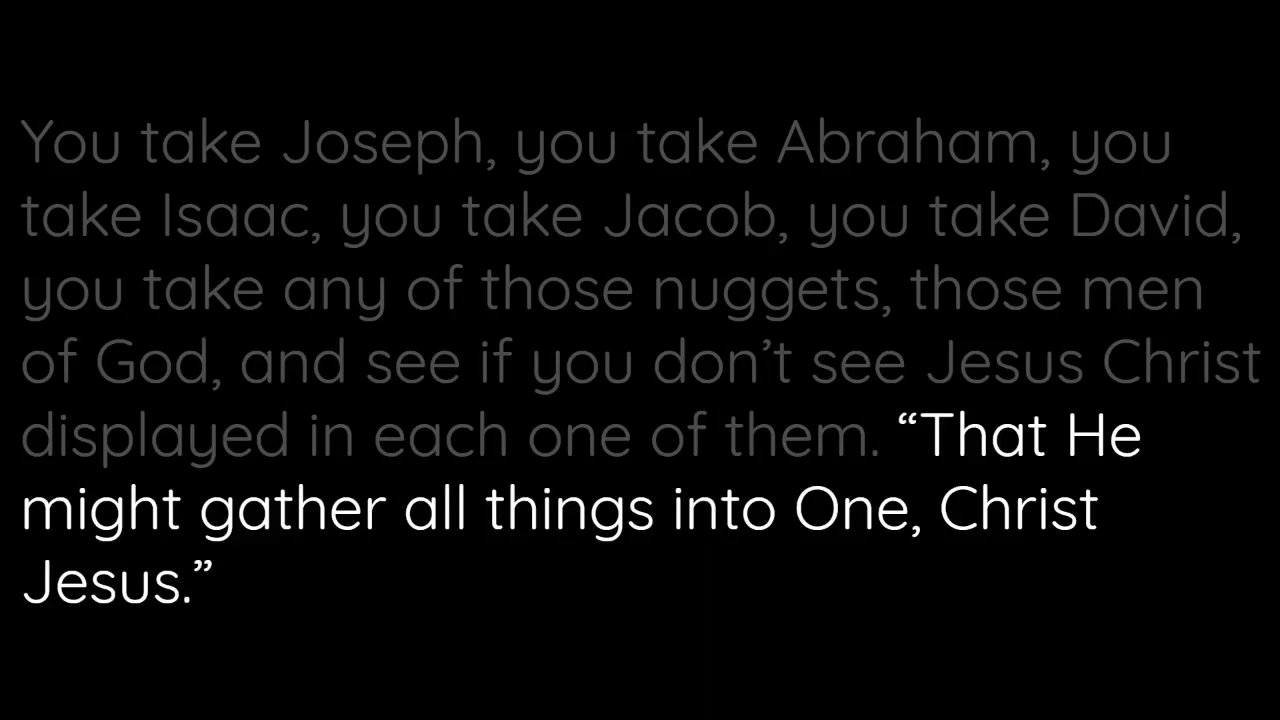 You take Joseph, you take Abraham, you
take Isaac, you take Jacob, you take David,
you take any of those nuggets, those men
of God, and see if you don’t see Jesus Christ
displayed in each one of them. “That He
might gather all things into One, Christ
Jesus.”